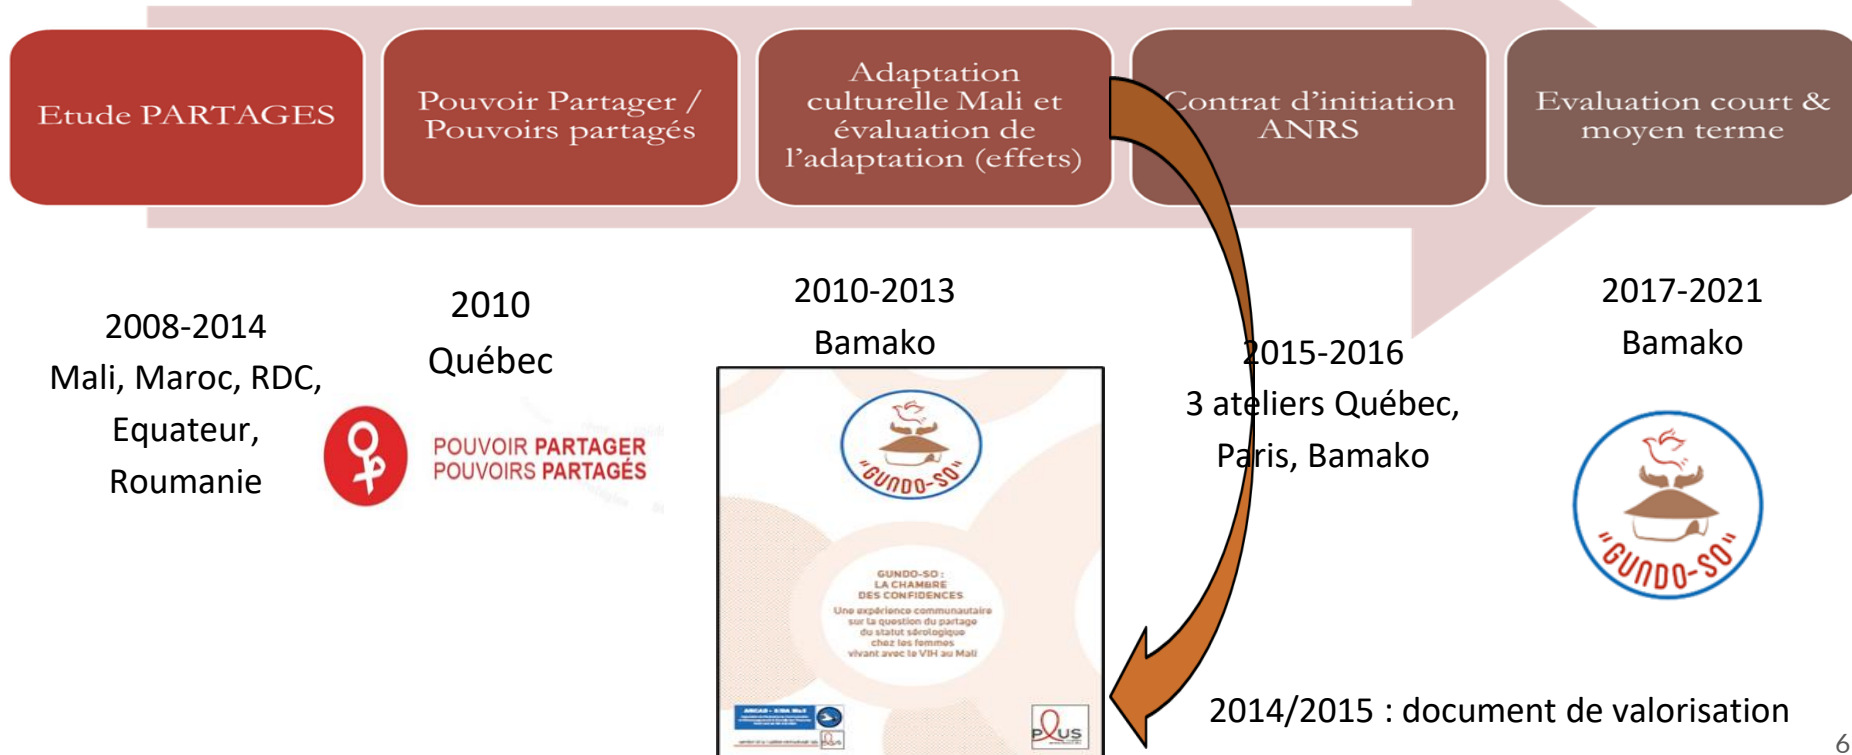 Etude PARTAGES
Pouvoir Partager /
Pouvoirs partagés
Adaptation
culturelle Mali et
évaluation de
l’adaptation (effets)
Contrat d’initiation
ANRS
Evaluation court &
moyen terme
2008-2014
Mali, Maroc, RDC,
Equateur,
Roumanie
2010
Québec
POUVOIR PARTAGER
POUVOIRS PARTAGÉS
2010-2013
Bamako
"GUNDO-SO"
GUNDO-SO :
LA CHAMBRE
DES CONFIDENCES
Une expérience communautaire
sur la question du partage
du statut sérologique
chez les femmes
vivant avec le VIH au Mali
ARCAD - SIDA Mali
PLUS
PLUS
2015-2016
3 ateliers Québec,
Paris, Bamako
2017-2021
Bamako
"GUNDO-SO"
2014/2015 : document de valorisation
6